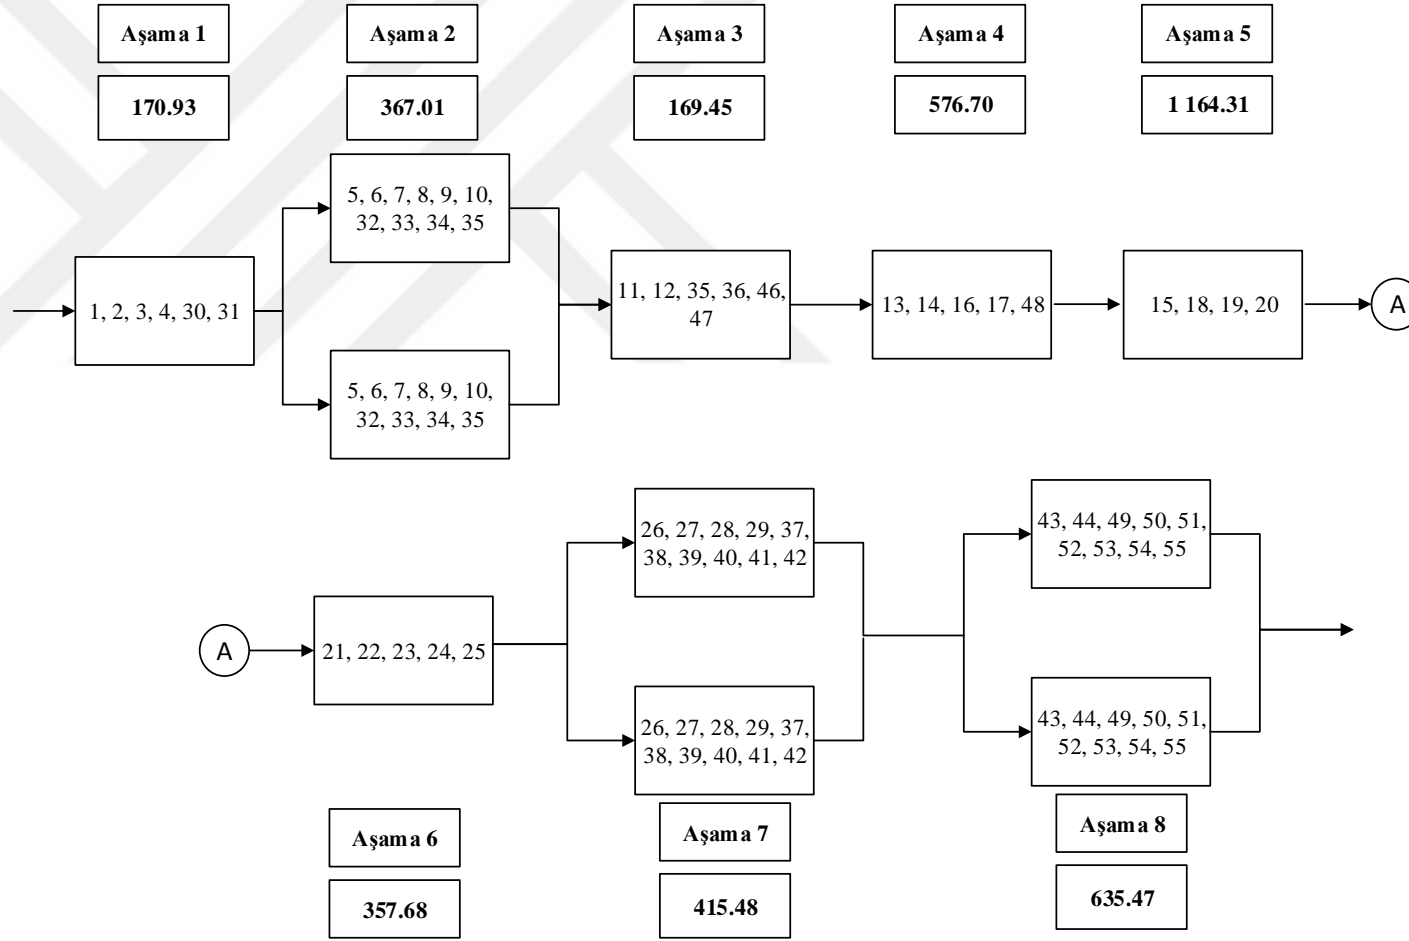 Aşama 1
Aşama 2
Aşama 3
Aşama 4
Aşama 5
170.93
367.01
169.45
576.70
1 164.31
5, 6, 7, 8, 9, 10,
32, 33, 34, 35
1, 2, 3, 4, 30, 31
11, 12, 35, 36, 46,
47
13, 14, 16, 17, 48
15, 18, 19, 20
A
5, 6, 7, 8, 9, 10,
32, 33, 34, 35
26, 27, 28, 29, 37,
38, 39, 40, 41, 42
43, 44, 49, 50, 51,
52, 53, 54, 55
A
21, 22, 23, 24, 25
26, 27, 28, 29, 37,
38, 39, 40, 41, 42
43, 44, 49, 50, 51,
52, 53, 54, 55
Aşama 6
Aşama 7
Aşama 8
357.68
415.48
635.47